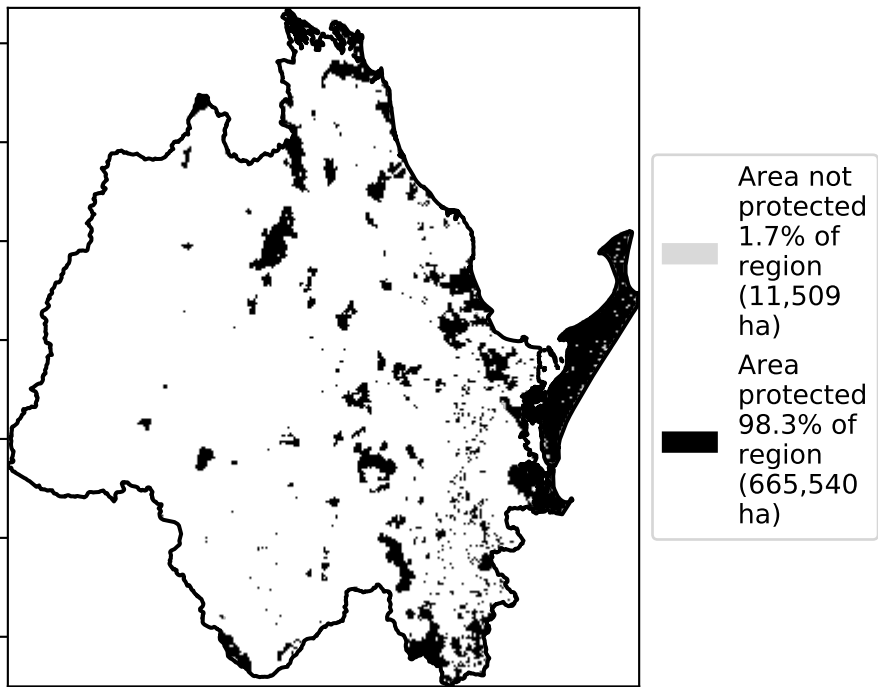 Area not
protected
1.7% of
region
(11,509
ha)
Area
protected
98.3% of
region
(665,540
ha)